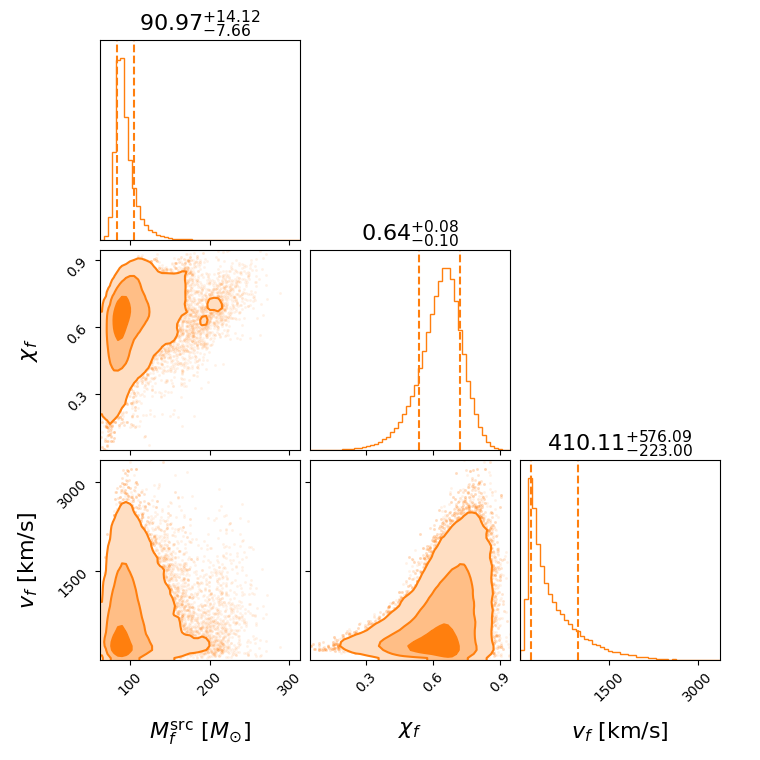 90.97+14.12−7.66
0.9
0.6
0.3
χf
0.64+0.08−0.10
3000
1500
vf [km/s]
410.11+576.09−223.00
100 200 300
0.3 0.6 0.9
1500 3000
Mfsrc [M⊙]
χf
vf [km/s]